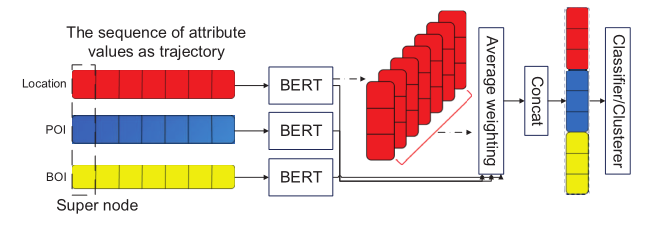 The sequence of attribute
values as trajectory
Location
BERT
POI
BERT
BOI
BERT
Super node
Average weighting
Concat
Classifier/Clusterer